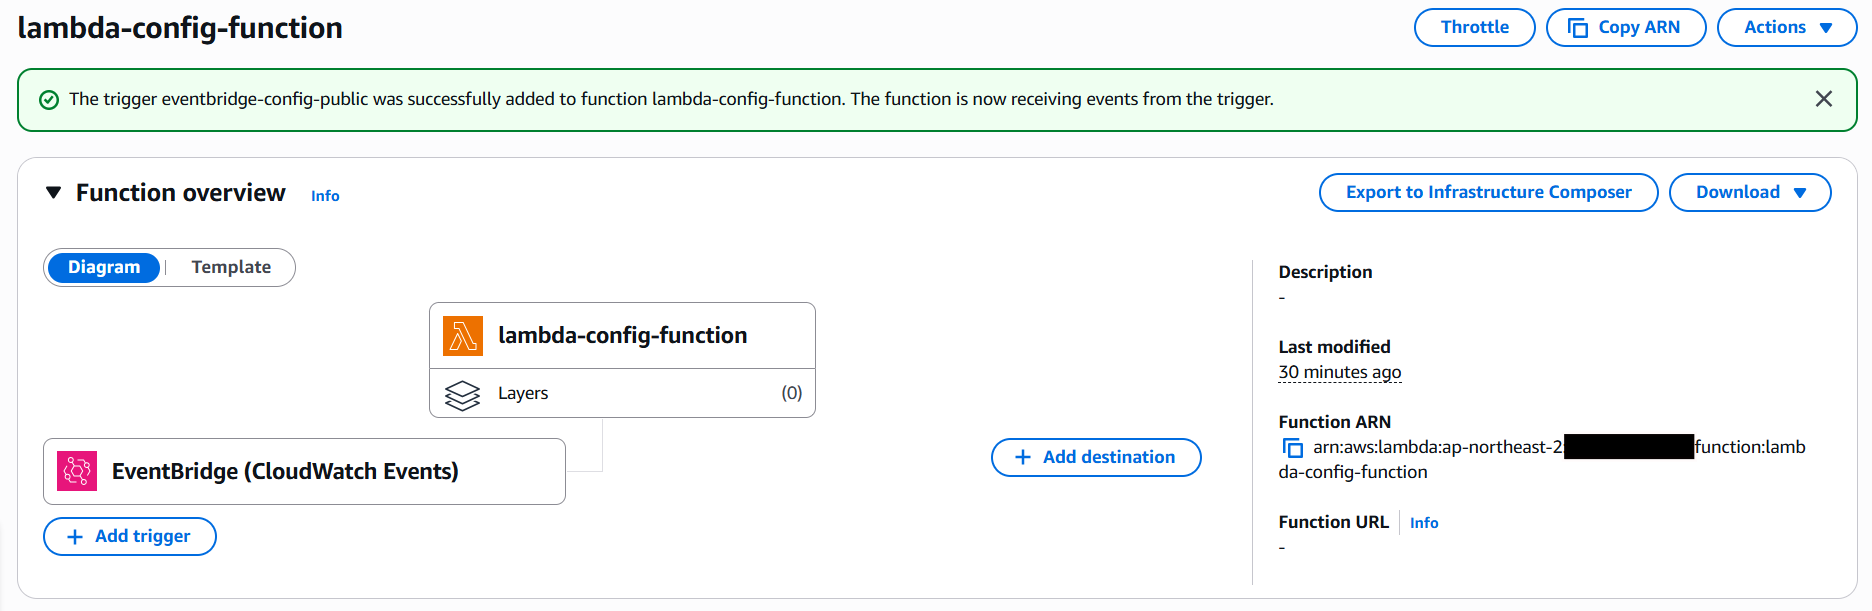 lambda-config-function
Throttle
Copy ARN
Actions
The trigger eventbridge-config-public was successfully added to function lambda-config-function. The function is now receiving events from the trigger.
Function overview
Info
Export to Infrastructure Composer
Download
Diagram
Template
lambda-config-function
Layers
(0)
EventBridge (CloudWatch Events)
+ Add trigger
+ Add destination
Description
-
Last modified
30 minutes ago
Function ARN
arn:aws:lambda:ap-northeast-2: function:lamb
da-config-function
Function URL
Info
-